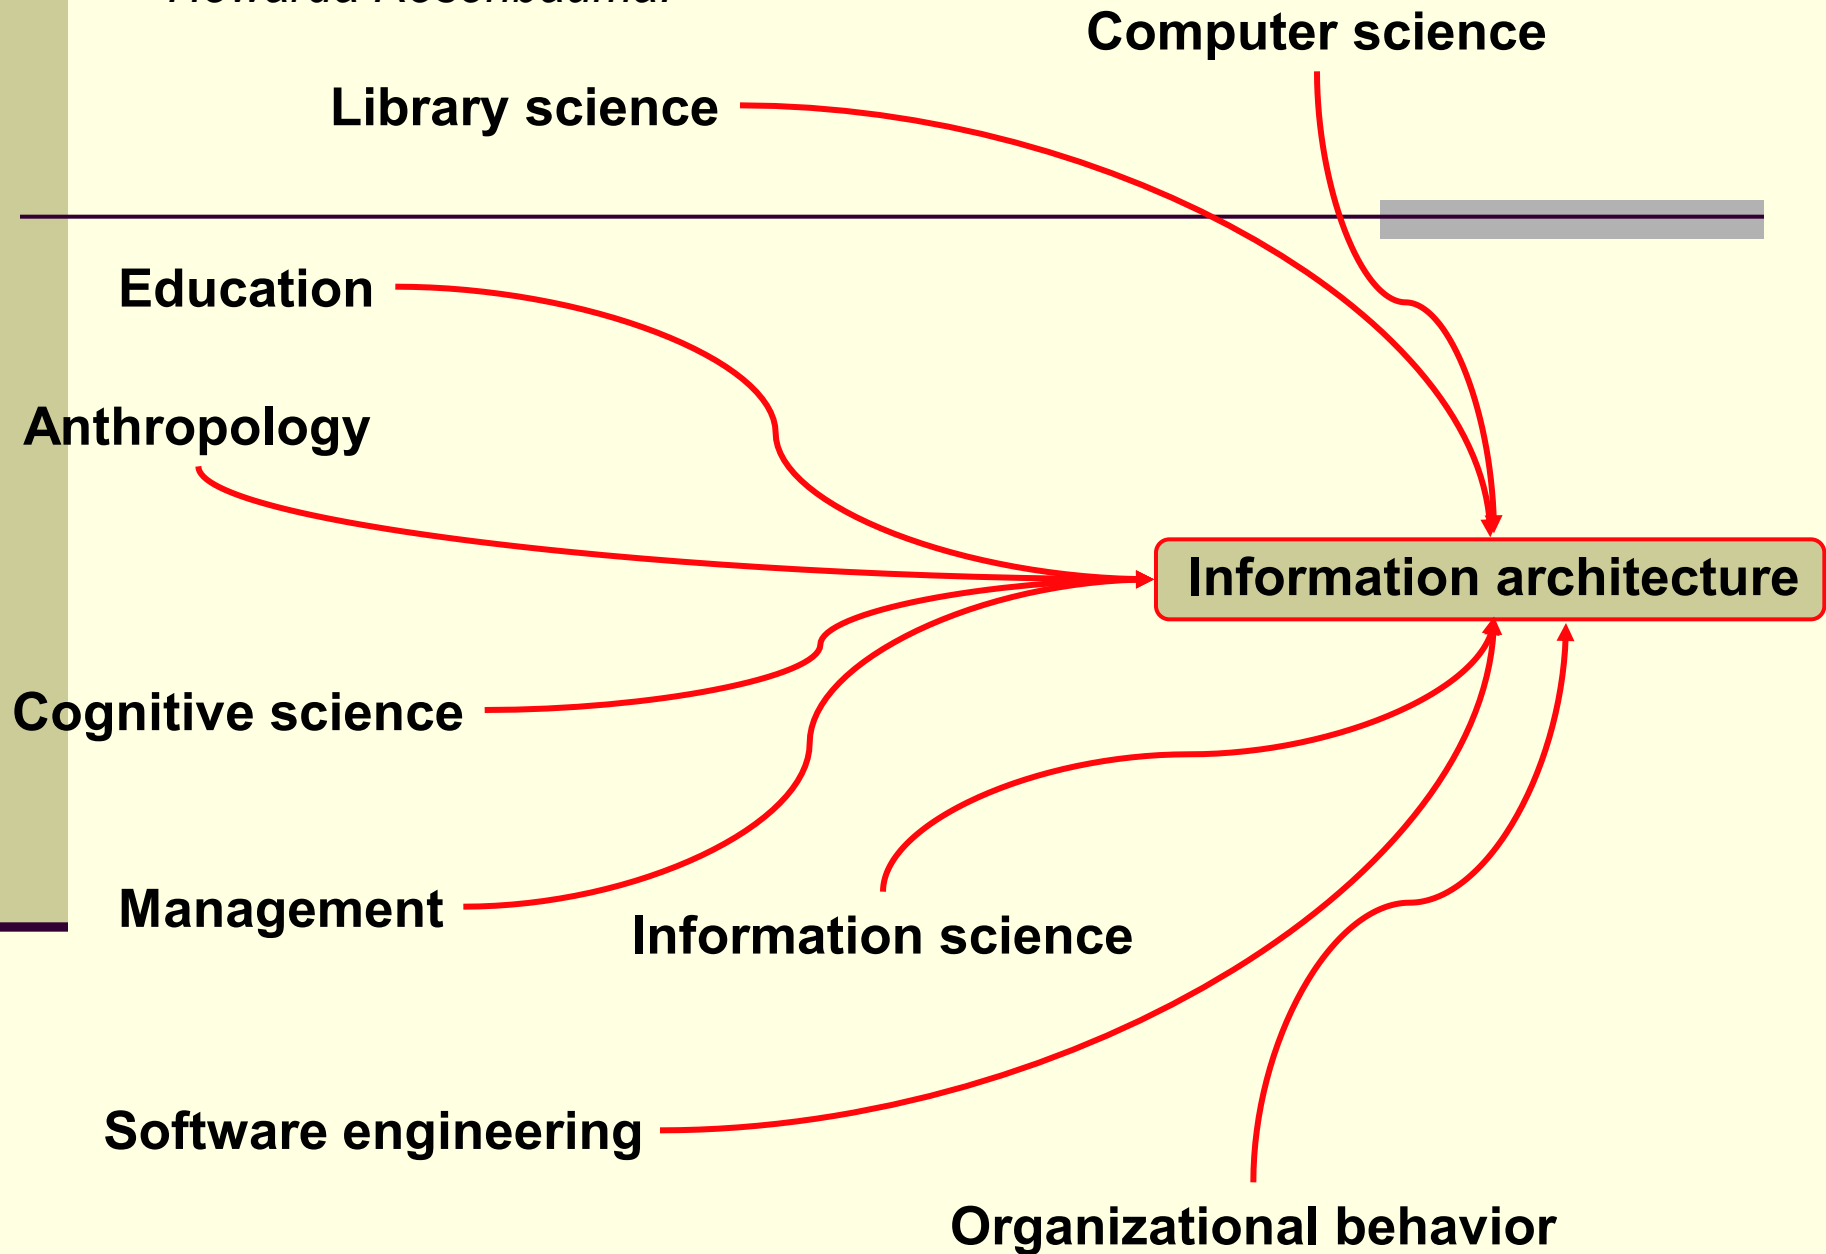 Computer science
Library science
Education
Anthropology
Information architecture
Cognitive science
Management
Information science
Software engineering
Organizational behavior